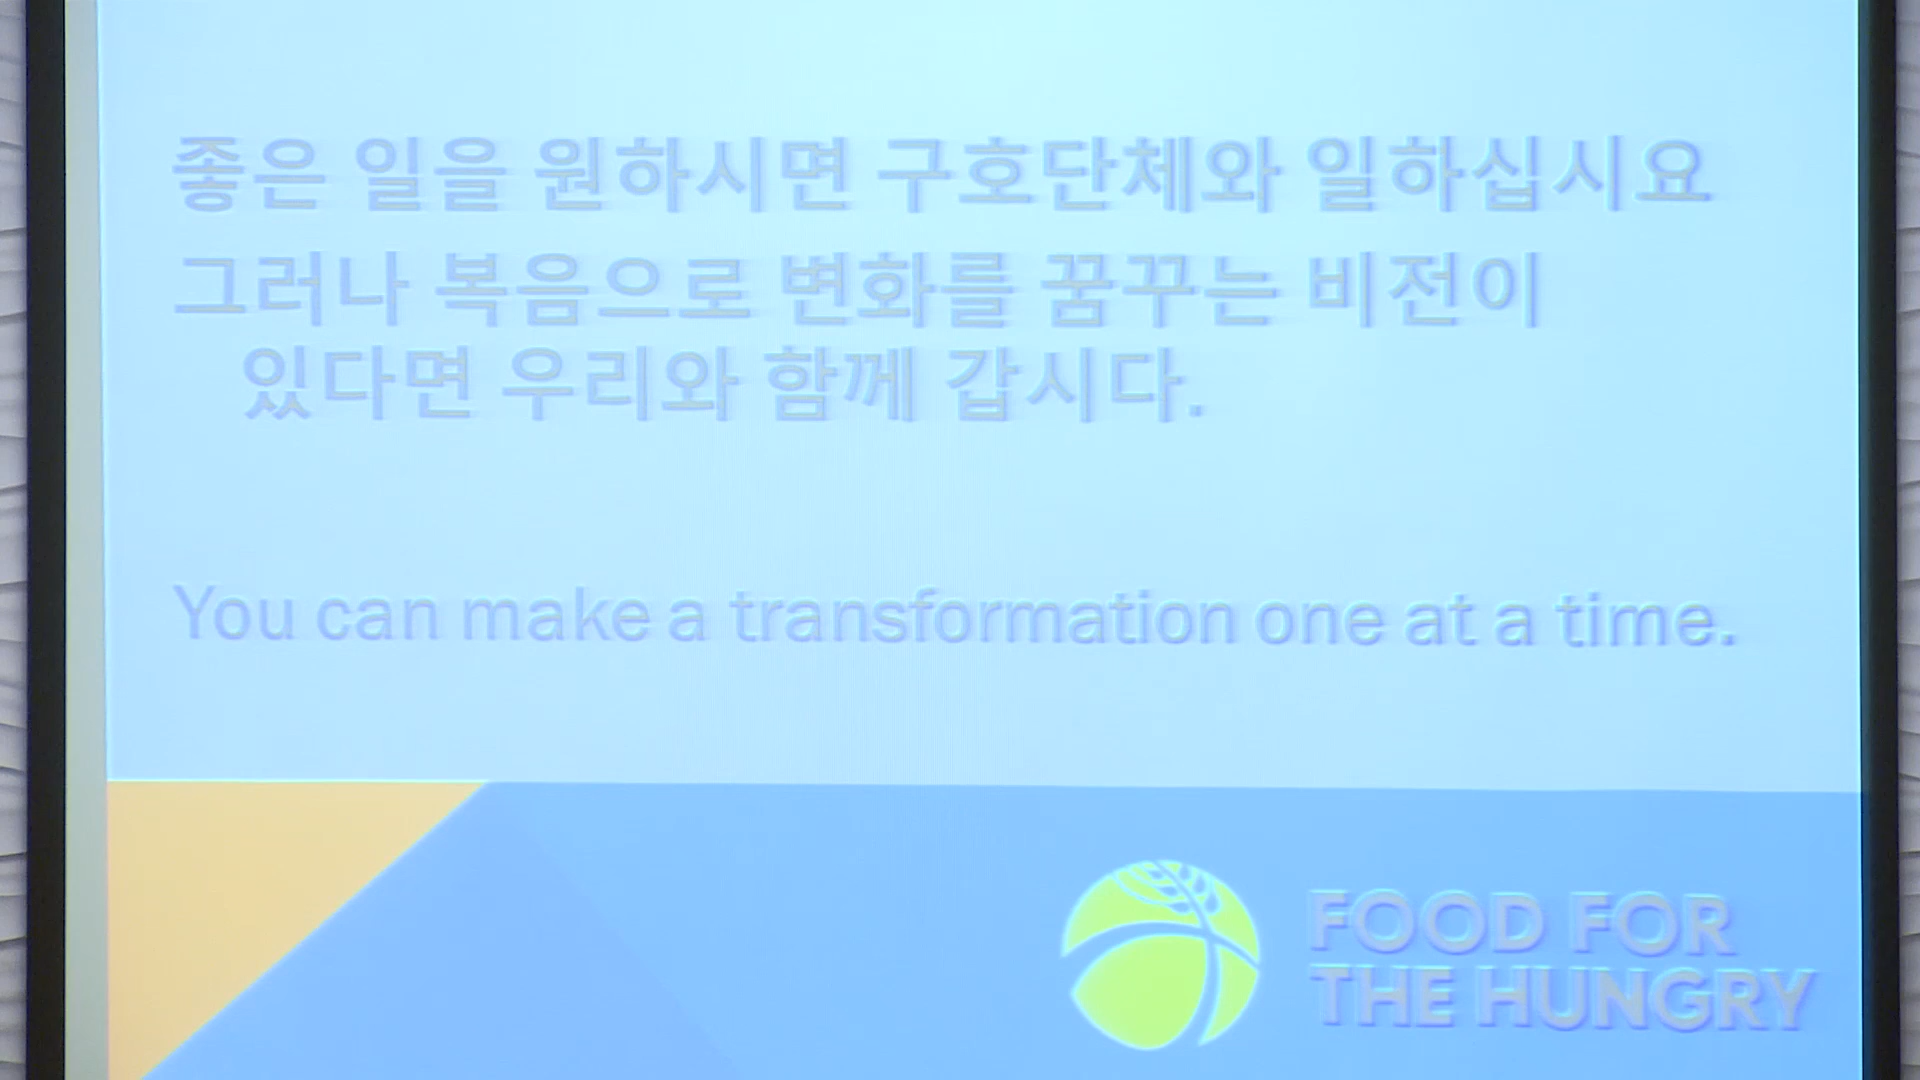 좋은 일을 원하시면 구호단체와 일하십시요
그러나 복음으로 변화를 꿈꾸는 비전이
있다면 우리와 함께 갑시다.
You can make a transformation one at a time.
FOOD FOR
THE HUNGRY